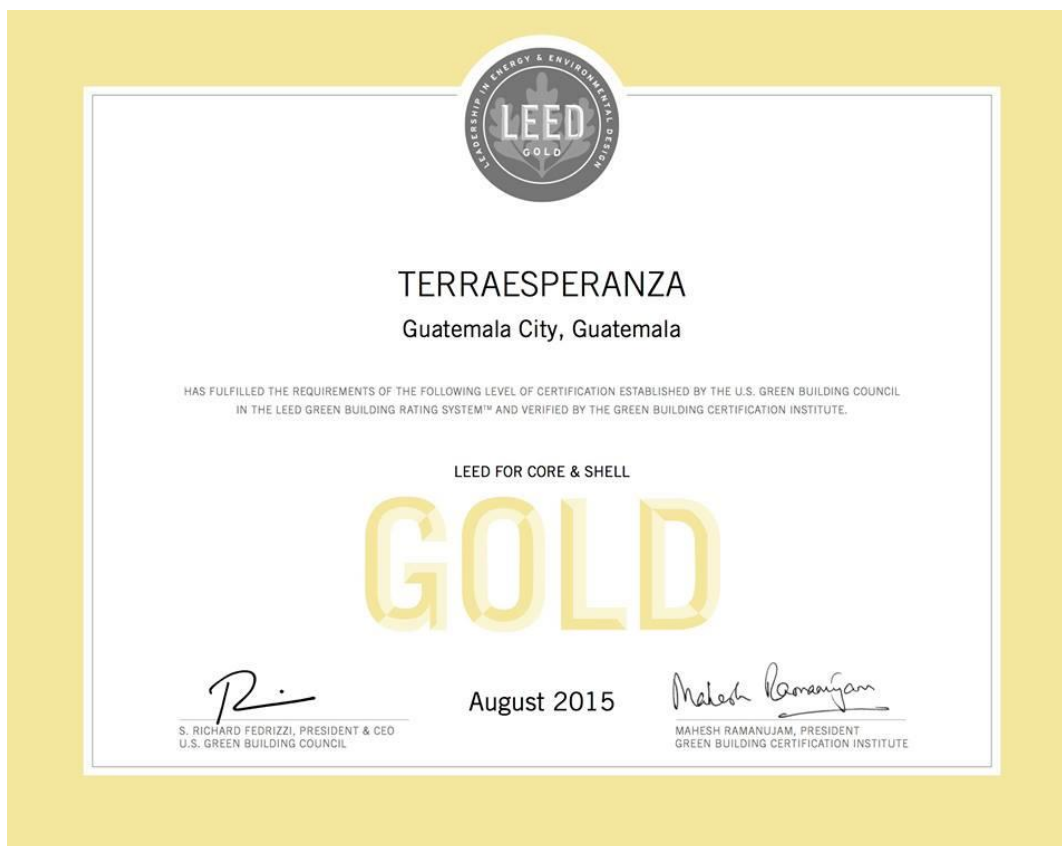 LEADERSHIP IN ENERGY & ENVIRONMENTAL DESIGN
LEED
GOLD
TERRAESPERANZA
Guatemala City, Guatemala
HAS FULFILLED THE REQUIREMENTS OF THE FOLLOWING LEVEL OF CERTIFICATION ESTABLISHED BY THE U.S. GREEN BUILDING COUNCIL
IN THE LEED GREEN BUILDING RATING SYSTEM™ AND VERIFIED BY THE GREEN BUILDING CERTIFICATION INSTITUTE.
LEED FOR CORE & SHELL
GOLD
Mahesh Ramanujam
August 2015
S. RICHARD FEDRIZZI, PRESIDENT & CEO
U.S. GREEN BUILDING COUNCIL
MAHESH RAMANUJAM, PRESIDENT
GREEN BUILDING CERTIFICATION INSTITUTE